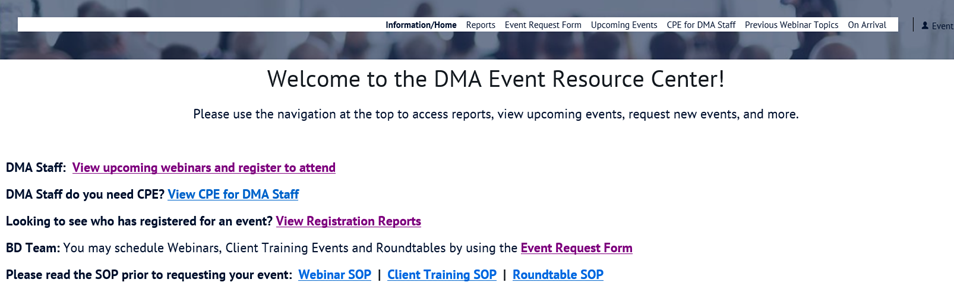 Information/Home Reports Event Request Form Upcoming Events CPE for DMA Staff Previous Webinar Topics On Arrival Event
Welcome to the DMA Event Resource Center!
Please use the navigation at the top to access reports, view upcoming events, request new events, and more.
DMA Staff: View upcoming webinars and register to attend
DMA Staff do you need CPE? View CPE for DMA Staff
Looking to see who has registered for an event? View Registration Reports
BD Team: You may schedule Webinars, Client Training Events and Roundtables by using the Event Request Form
Please read the SOP prior to requesting your event: Webinar SOP | Client Training SOP | Roundtable SOP